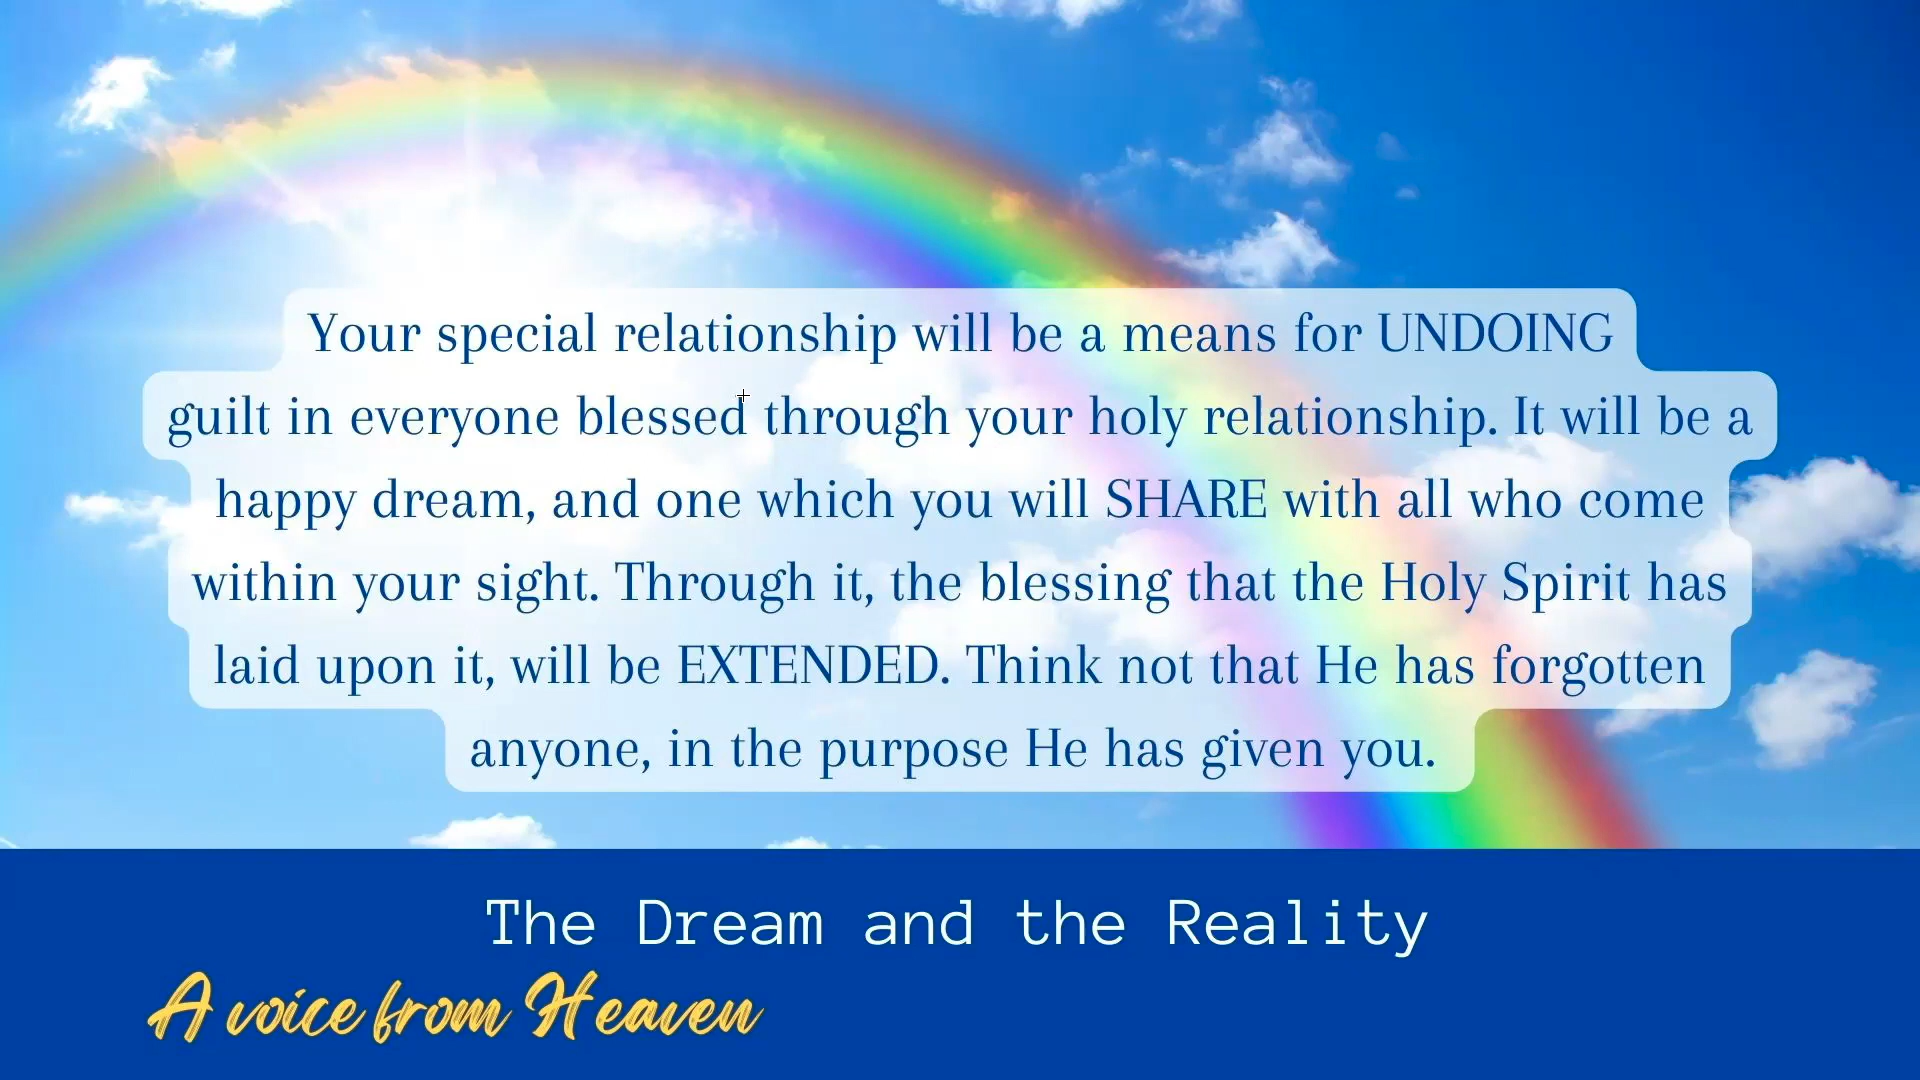 Your special relationship will be a means for UNDOING
guilt in everyone blessed through your holy relationship. It will be a
happy dream, and one which you will SHARE with all who come
within your sight. Through it, the blessing that the Holy Spirit has
laid upon it, will be EXTENDED. Think not that He has forgotten
anyone, in the purpose He has given you.
The Dream and the Reality
A voice from Heaven